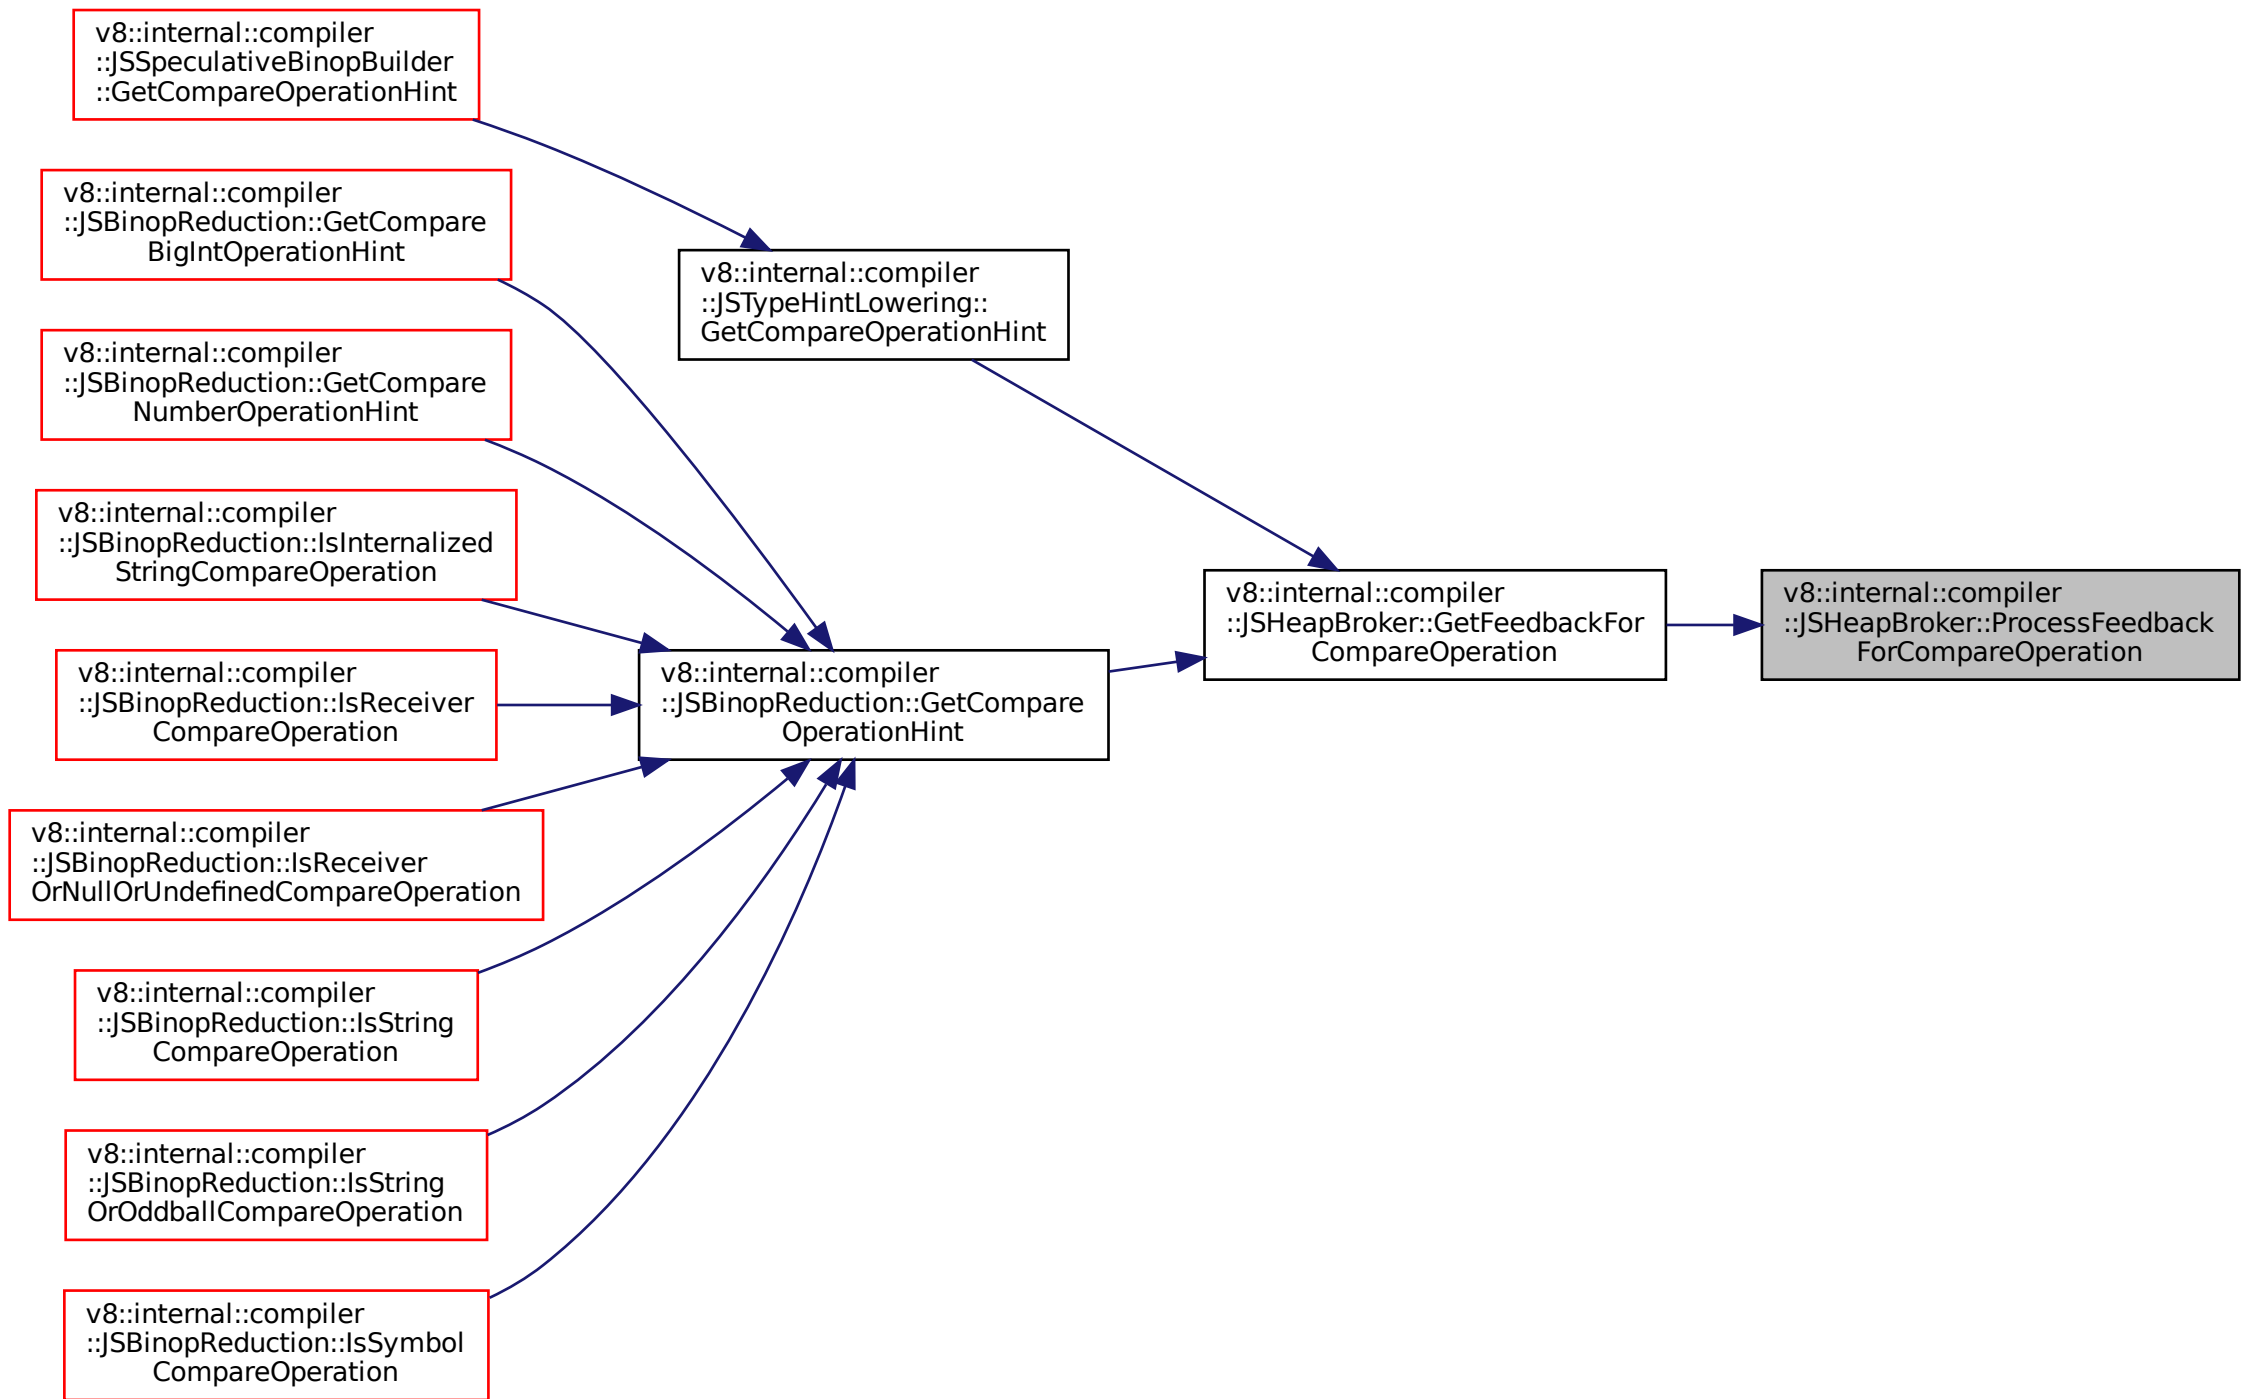 v8::internal::compiler
::JSSpeculativeBinopBuilder
::GetCompareOperationHint
v8::internal::compiler
::JSBinopReduction::GetCompare
BigIntOperationHint
v8::internal::compiler
::JSBinopReduction::GetCompare
NumberOperationHint
v8::internal::compiler
::JSBinopReduction::IsInternalized
StringCompareOperation
v8::internal::compiler
::JSBinopReduction::IsReceiver
CompareOperation
v8::internal::compiler
::JSBinopReduction::IsReceiver
OrNullOrUndefinedCompareOperation
v8::internal::compiler
::JSBinopReduction::IsString
CompareOperation
v8::internal::compiler
::JSBinopReduction::IsString
OrOddballCompareOperation
v8::internal::compiler
::JSBinopReduction::IsSymbol
CompareOperation
v8::internal::compiler
::JSTypeHintLowering::
GetCompareOperationHint
v8::internal::compiler
::JSBinopReduction::GetCompare
OperationHint
v8::internal::compiler
::JSHeapBroker::GetFeedbackFor
CompareOperation
v8::internal::compiler
::JSHeapBroker::ProcessFeedback
ForCompareOperation